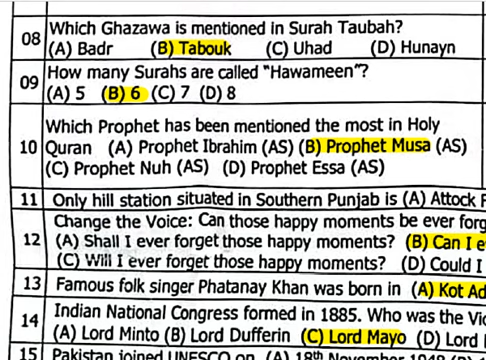 08 Which Ghazawa is mentioned in Surah Taubah?
(A) Badr (B) Tabouk (C) Uhad (D) Hunayn
09 How many Surahs are called "Hawameen"?
(A) 5 (B) 6 (C) 7 (D) 8
Which Prophet has been mentioned the most in Holy
10 Quran (A) Prophet Ibrahim (AS) (B) Prophet Musa (AS)
(C) Prophet Nuh (AS) (D) Prophet Essa (AS)
11 Only hill station situated in Southern Punjab is (A) Attock
Change the Voice: Can those happy moments be ever forg
12 (A) Shall I ever forget those happy moments? (B) Can I e
(C) Will I ever forget those happy moments? (D) Could I
13 Famous folk singer Phatanay Khan was born in (A) Kot Ad
Indian National Congress formed in 1885. Who was the Vic
14 (A) Lord Minto (B) Lord Dufferin (C) Lord Mayo (D) Lord
15 Pakistan joined UNESCO on (A) 18th November 1948